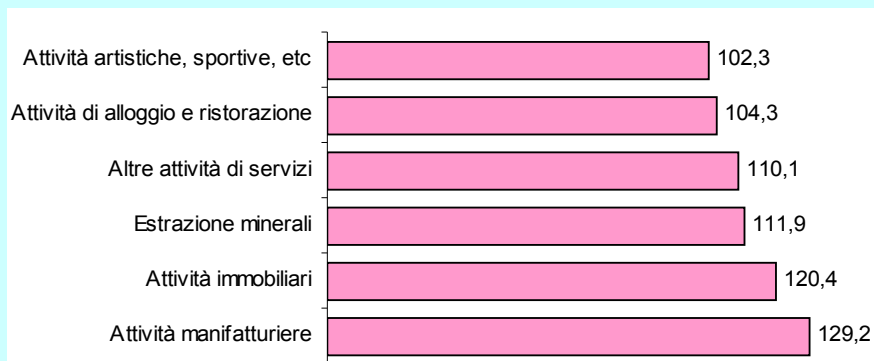 Attività artistiche, sportive, etc 102,3
Attività di alloggio e ristorazione 104,3
Altre attività di servizi 110,1
Estrazione minerali 111,9
Attività immobiliari 120,4
Attività manifatturiere 129,2